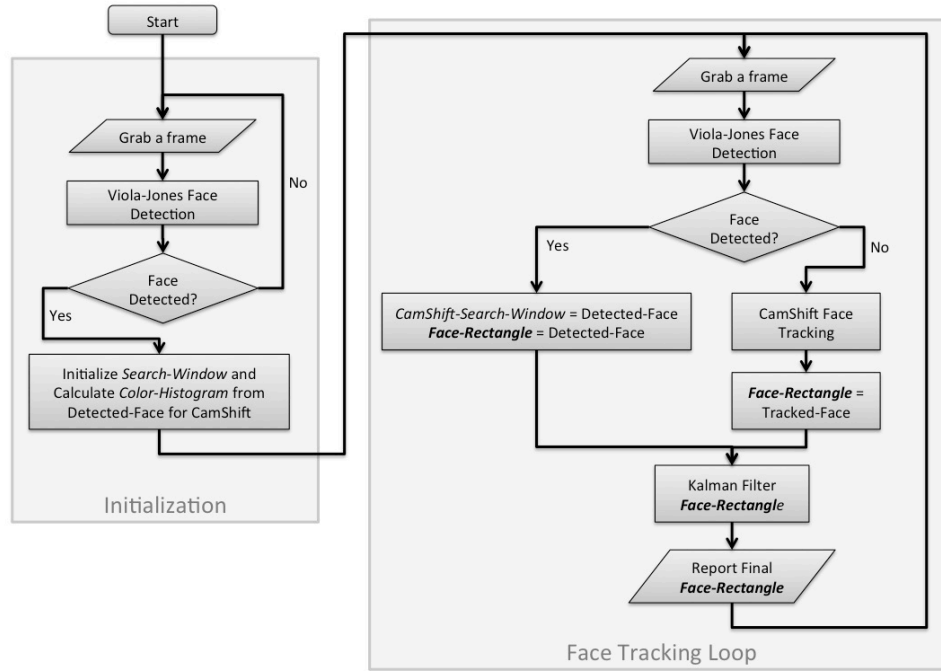 Start
Grab a frame
Viola-Jones Face
Detection
Face
Detected?
No
Yes
Initialize Search-Window and
Calculate Color-Histogram from
Detected-Face for CamShift
Initialization
Grab a frame
Viola-Jones Face
Detection
Face
Detected?
Yes
No
CamShift-Search-Window = Detected-Face
Face-Rectangle = Detected-Face
CamShift Face
Tracking
Face-Rectangle =
Tracked-Face
Kalman Filter
Face-Rectangle
Report Final
Face-Rectangle
Face Tracking Loop